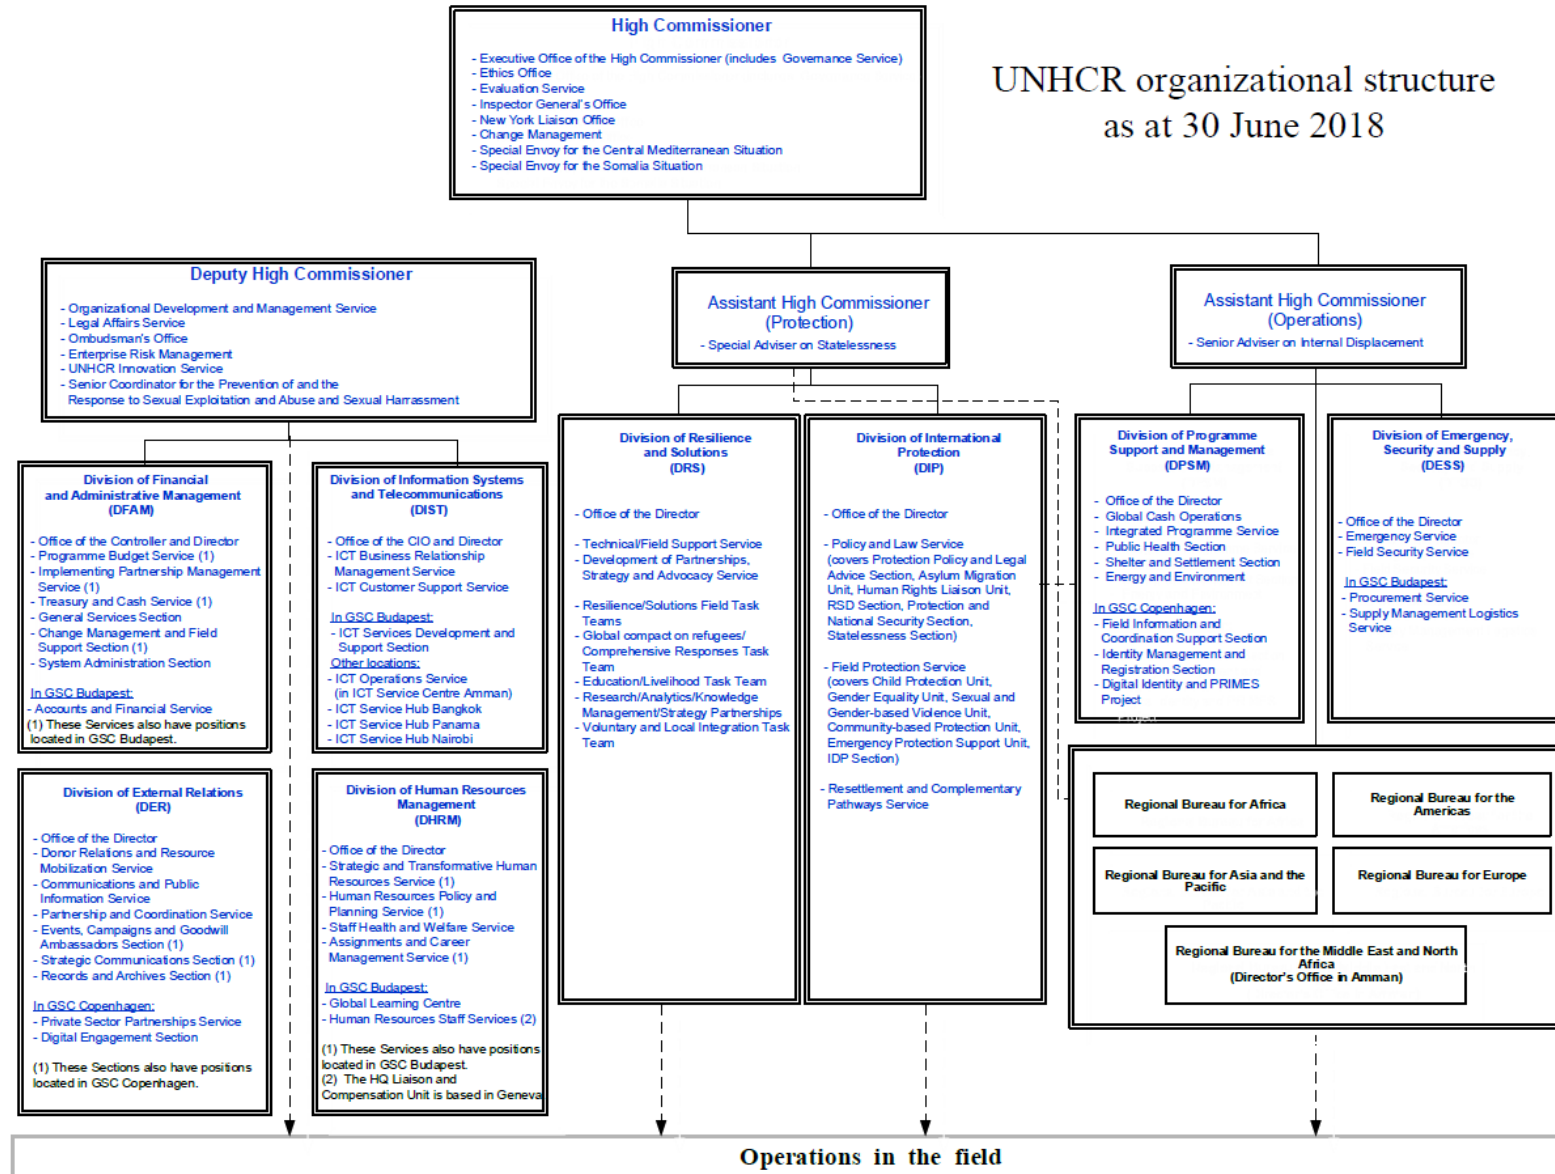 High Commissioner
- Executive Office of the High Commissioner (includes Governance Service)
- Ethics Office
- Evaluation Service
- Inspector General's Office
- New York Liaison Office
- Change Management
- Special Envoy for the Central Mediterranean Situation
- Special Envoy for the Somalia Situation
UNHCR organizational structure
as at 30 June 2018
Deputy High Commissioner
- Organizational Development and Management Service
- Legal Affairs Service
- Ombudsman's Office
- Enterprise Risk Management
- UNHCR Innovation Service
- Senior Coordinator for the Prevention of and the
Response to Sexual Exploitation and Abuse and Sexual Harrassment
Assistant High Commissioner
(Protection)
- Special Adviser on Statelessness
Assistant High Commissioner
(Operations)
- Senior Adviser on Internal Displacement
Division of Financial
and Administrative Management
(DFAM)
- Office of the Controller and Director
- Programme Budget Service (1)
- Implementing Partnership Management
Service (1)
- Treasury and Cash Service (1)
- General Services Section
- Change Management and Field
Support Section (1)
- System Administration Section
In GSC Budapest:
- Accounts and Financial Service
(1) These Services also have positions
located in GSC Budapest.
Division of Information Systems
and Telecommunications
(DIST)
- Office of the CIO and Director
- ICT Business Relationship
Management Service
- ICT Customer Support Service
In GSC Budapest:
- ICT Services Development and
Support Section
Other locations:
- ICT Operations Service
(in ICT Service Centre Amman)
- ICT Service Hub Bangkok
- ICT Service Hub Panama
- ICT Service Hub Nairobi
Division of External Relations
(DER)
- Office of the Director
- Donor Relations and Resource
Mobilization Service
- Communications and Public
Information Service
- Partnership and Coordination Service
- Events, Campaigns and Goodwill
Ambassadors Section (1)
- Strategic Communications Section (1)
- Records and Archives Section (1)
In GSC Copenhagen:
- Private Sector Partnerships Service
- Digital Engagement Section
(1) These Sections also have positions
located in GSC Copenhagen.
Division of Human Resources
Management
(DHRM)
- Office of the Director
- Strategic and Transformative Human
Resources Service (1)
- Human Resources Policy and
Planning Service (1)
- Staff Health and Welfare Service
- Assignments and Career
Management Service (1)
In GSC Budapest:
- Global Learning Centre
- Human Resources Staff Services (2)
(1) These Services also have positions
located in GSC Budapest.
(2) The HQ Liaison and
Compensation Unit is based in Geneva
Division of Resilience
and Solutions
(DRS)
- Office of the Director
- Technical/Field Support Service
- Development of Partnerships,
Strategy and Advocacy Service
- Resilience/Solutions Field Task
Teams
- Global compact on refugees/
Comprehensive Responses Task
Team
- Education/Livelihood Task Team
- Research/Analytics/Knowledge
Management/Strategy Partnerships
- Voluntary and Local Integration Task
Team
Division of International
Protection
(DIP)
- Office of the Director
- Policy and Law Service
(covers Protection Policy and Legal
Advice Section, Asylum Migration
Unit, Human Rights Liaison Unit,
RSD Section, Protection and
National Security Section,
Statelessness Section)
- Field Protection Service
(covers Child Protection Unit,
Gender Equality Unit, Sexual and
Gender-based Violence Unit,
Community-based Protection Unit,
Emergency Protection Support Unit,
IDP Section)
- Resettlement and Complementary
Pathways Service
Division of Programme
Support and Management
(DPSM)
- Office of the Director
- Global Cash Operations
- Integrated Programme Service
- Public Health Section
- Shelter and Settlement Section
- Energy and Environment
In GSC Copenhagen:
- Field Information and
Coordination Support Section
- Identity Management and
Registration Section
- Digital Identity and PRIMES
Project
Division of Emergency,
Security and Supply
(DESS)
- Office of the Director
- Emergency Service
- Field Security Service
In GSC Budapest:
- Procurement Service
- Supply Management Logistics
Service
Regional Bureau for Africa
Regional Bureau for the
Americas
Regional Bureau for Asia and the
Pacific
Regional Bureau for Europe
Regional Bureau for the Middle East and North
Africa
(Director's Office in Amman)
Operations in the field